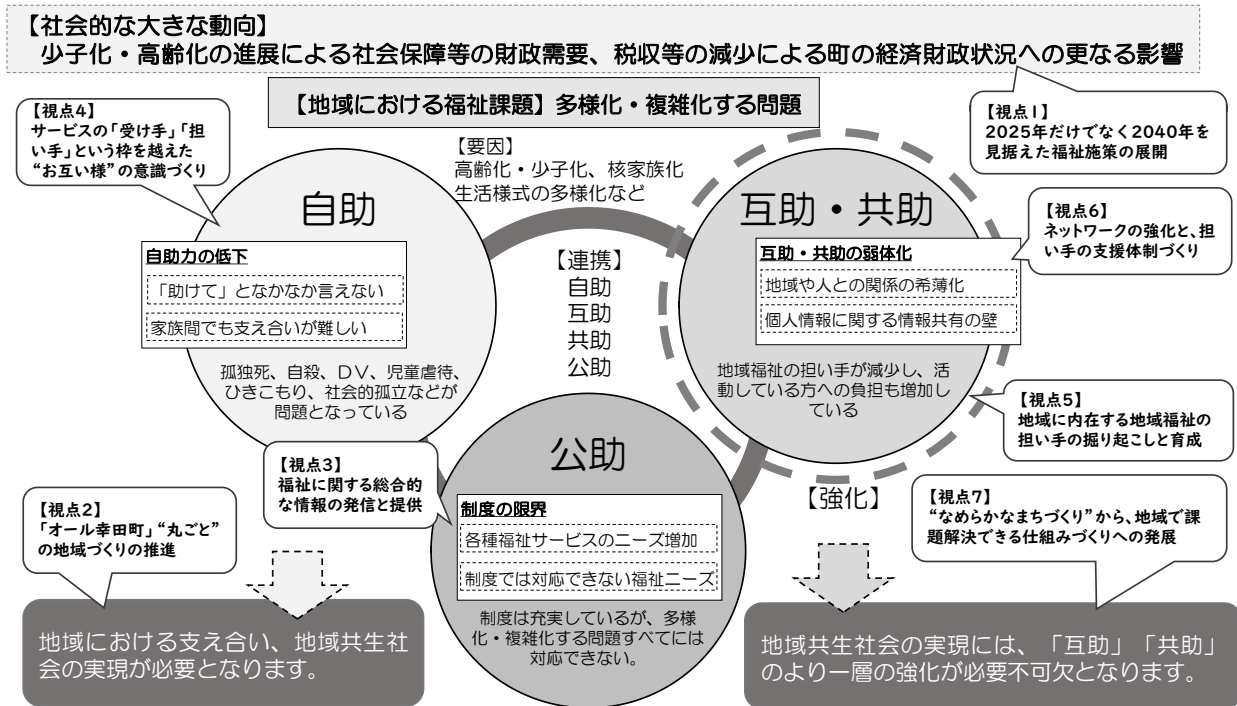 【社会的な大きな動向】
少子化・高齢化の進展による社会保障等の財政需要、税収等の減少による町の経済財政状況への更なる影響
【地域における福祉課題】多様化・複雑化する問題
【視点4】
サービスの「受け手」「担
い手」という枠を越えた
“お互い様”の意識づくり
【要因】
高齢化・少子化、核家族化
生活様式の多様化など
【視点1】
2025年だけでなく2040年を
見据えた福祉施策の展開
自助
自助力の低下
「助けて」となかなか言えない
家族間でも支え合いが難しい
孤独死、自殺、DV、児童虐待、
ひきこもり、社会的孤立などが
問題となっている
【連携】
自助
互助
共助
公助
互助・共助
互助・共助の弱体化
地域や人との関係の希薄化
個人情報に関する情報共有の壁
地域福祉の担い手が減少し、活
動している方への負担も増加し
ている
【視点6】
ネットワークの強化と、担
い手の支援体制づくり
【視点5】
地域に内在する地域福祉の
担い手の掘り起こしと育成
【視点3】
福祉に関する総合的
な情報の発信と提供
公助
制度の限界
各種福祉サービスのニーズ増加
制度では対応できない福祉ニーズ
制度は充実しているが、多様
化・複雑化する問題すべてには
対応できない。
【強化】
【視点2】
「オール幸田町」“丸ごと”
の地域づくりの推進
【視点7】
“なめらかなまちづくり”から、地域で課
題解決できる仕組みづくりへの発展
地域における支え合い、地域共生社
会の実現が必要となります。
地域共生社会の実現には、「互助」「共助」
のより一層の強化が必要不可欠となります。